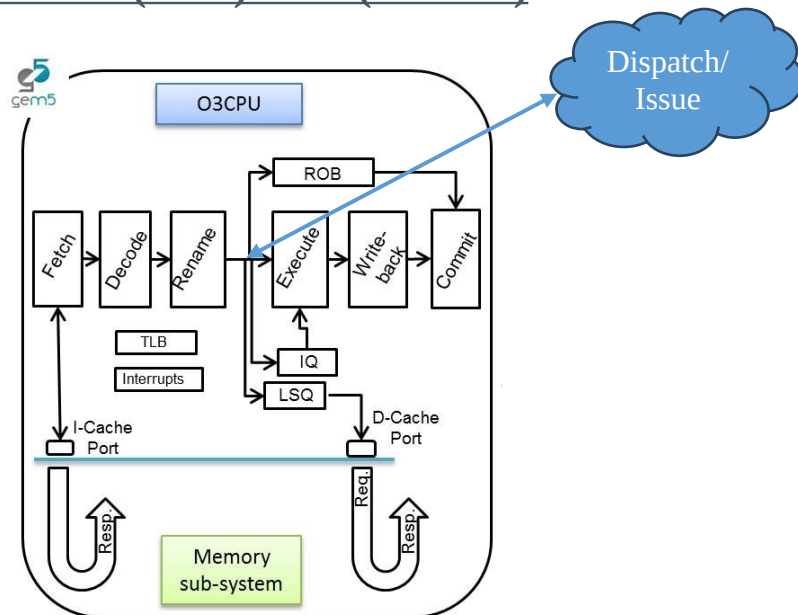 gem5
O3CPU
Dispatch/
Issue
ROB
Fetch
Decode
Rename
Execute
Write-
back
Commit
TLB
Interrupts
IQ
LSQ
I-Cache
Port
D-Cache
Port
Resp.
Req.
Resp.
Memory
sub-system